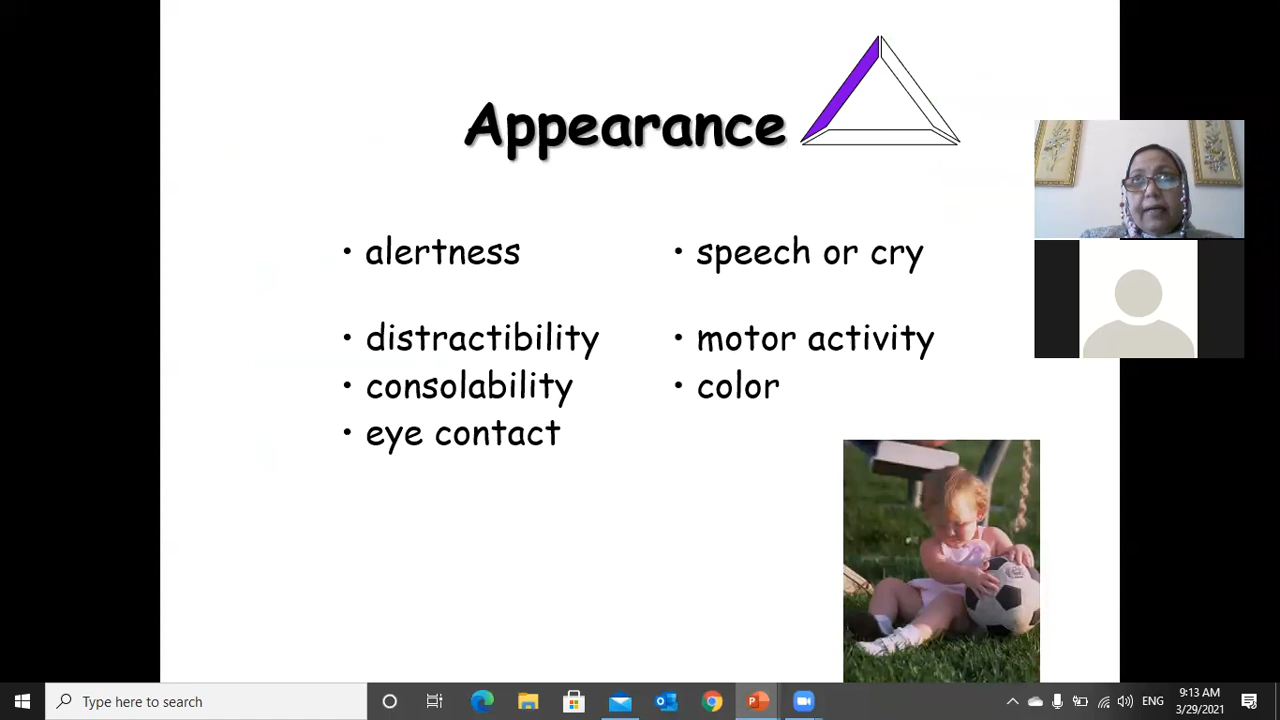 Appearance
• alertness
• distractibility
• consolability
• eye contact
• speech or cry
• motor activity
• color
Type here to search
ENG
9:13 AM
3/29/2021